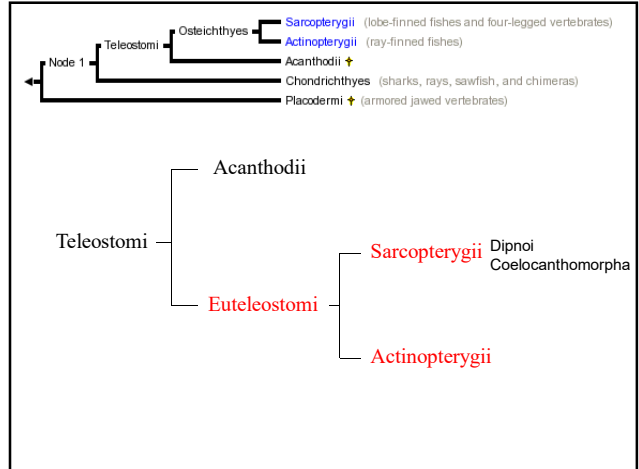 Osteichthyes
Sarcopterygii (lobe-finned fishes and four-legged vertebrates)
Teleostomi
Actinopterygii (ray-finned fishes)
Node 1
Acanthodii ✝
Chondrichthyes (sharks, rays, sawfish, and chimeras)
Placodermi ✝ (armored jawed vertebrates)
Acanthodii
Teleostomi
Sarcopterygii
Dipnoi
Coelocanthomorpha
Euteleostomi
Actinopterygii